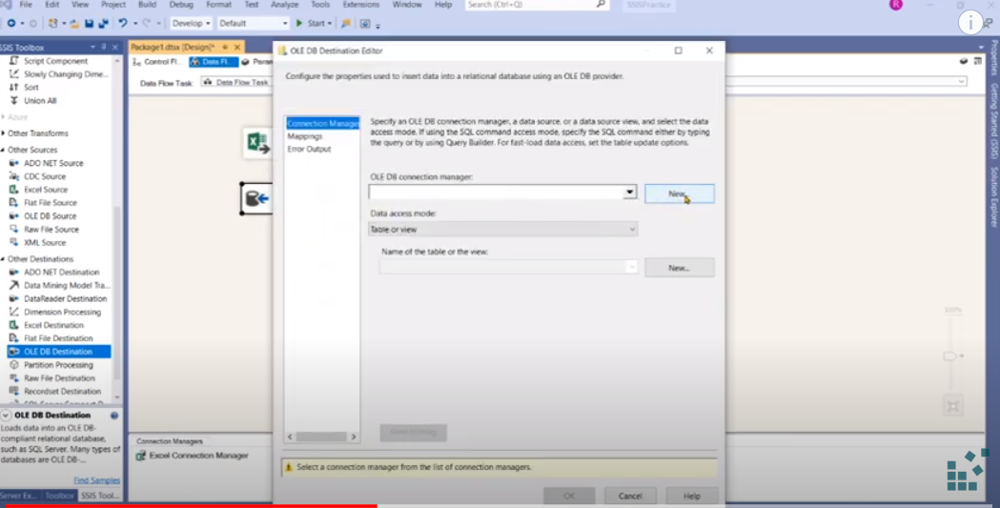 File Edit View Project Build Debug Format Test Analyze Tools Extensions Window Help Search (Ctrl+Q) SSISPractice
R
Develop Default Start
SSIS Toolbox
Package1.dtsx [Design]*
Control Fl... Data Fl... Param
Data Flow Task: Data Flow Task
Script Component
Slowly Changing Dime...
Sort
Union All
Azure
Other Transforms
Other Sources
ADO NET Source
CDC Source
Excel Source
Flat File Source
OLE DB Source
Raw File Source
XML Source
Other Destinations
ADO NET Destination
Data Mining Model Tra...
DataReader Destination
Dimension Processing
Excel Destination
Flat File Destination
OLE DB Destination
Partition Processing
Raw File Destination
Recordset Destination
OLE DB Destination
Loads data into an OLE DB-
compliant relational database,
such as SQL Server. Many types of
databases are OLE DB-...
Find Samples
Server Ex... Toolbox SSIS Tool...
OLE DB Destination Editor
Configure the properties used to insert data into a relational database using an OLE DB provider.
Connection Manager
Mappings
Error Output
Specify an OLE DB connection manager, a data source, or a data source view, and select the data
access mode. If using the SQL command access mode, specify the SQL command either by typing
the query or by using Query Builder. For fast-load data access, set the table update options.
OLE DB connection manager:
New...
Data access mode:
Table or view
Name of the table or the view:
New...
Select a connection manager from the list of connection managers.
OK Cancel Help
Connection Managers
Excel Connection Manager
100%
Properties
Getting Started (SSIS)
Solution Explorer